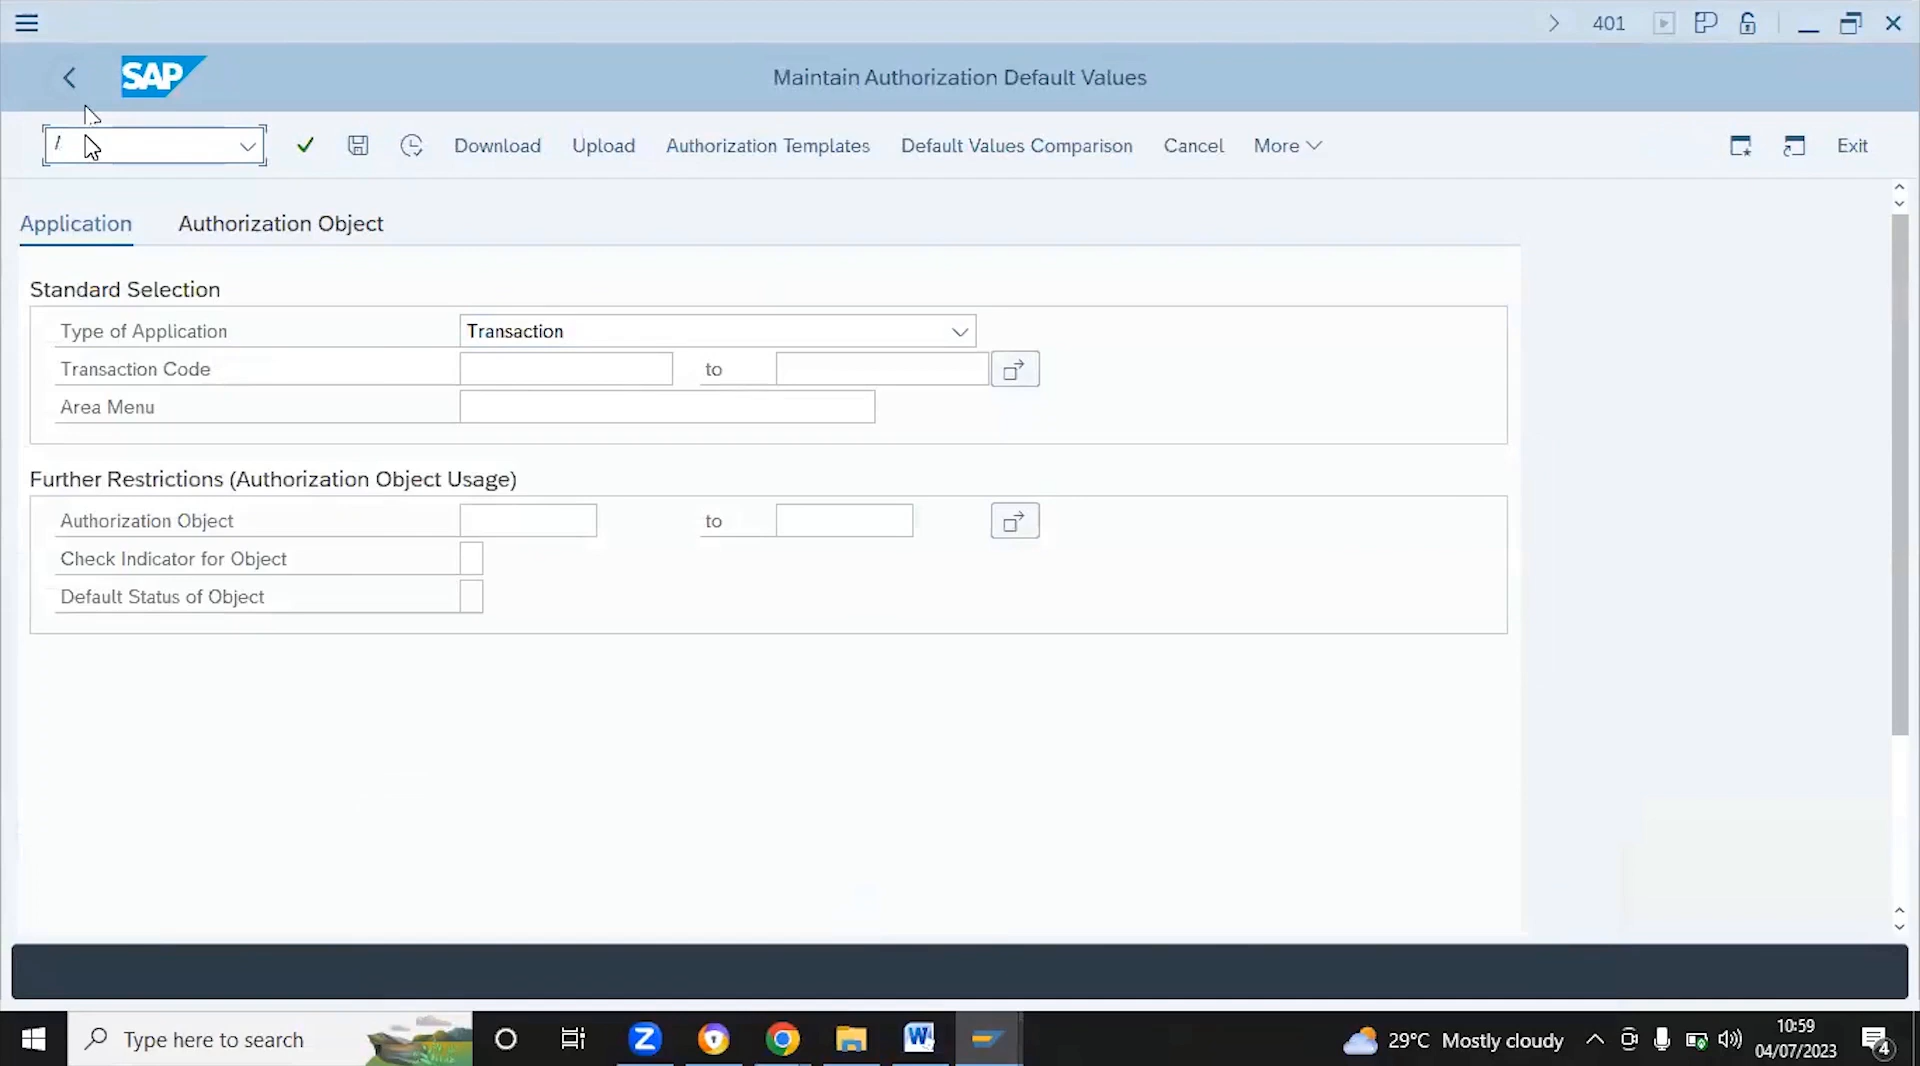 401
SAP
Maintain Authorization Default Values
/
Download
Upload
Authorization Templates
Default Values Comparison
Cancel
More
Exit
Application
Authorization Object
Standard Selection
Type of Application
Transaction
Transaction Code
to
Area Menu
Further Restrictions (Authorization Object Usage)
Authorization Object
to
Check Indicator for Object
Default Status of Object
Type here to search
Z
W
29°C Mostly cloudy
10:59
04/07/2023
4